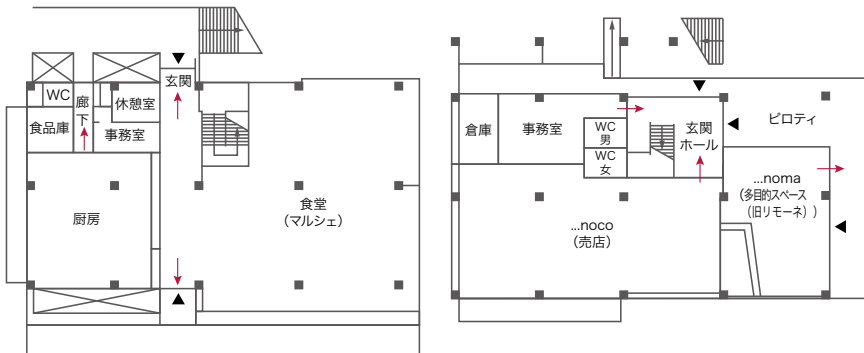 玄関
WC
廊下
休憩室
食品庫
事務室
厨房
食堂
(マルシェ)
倉庫
事務室
WC
男
WC
女
玄関
ホール
ピロティ
...noma
(多目的スペース
(旧リモーネ))
...noco
(売店)